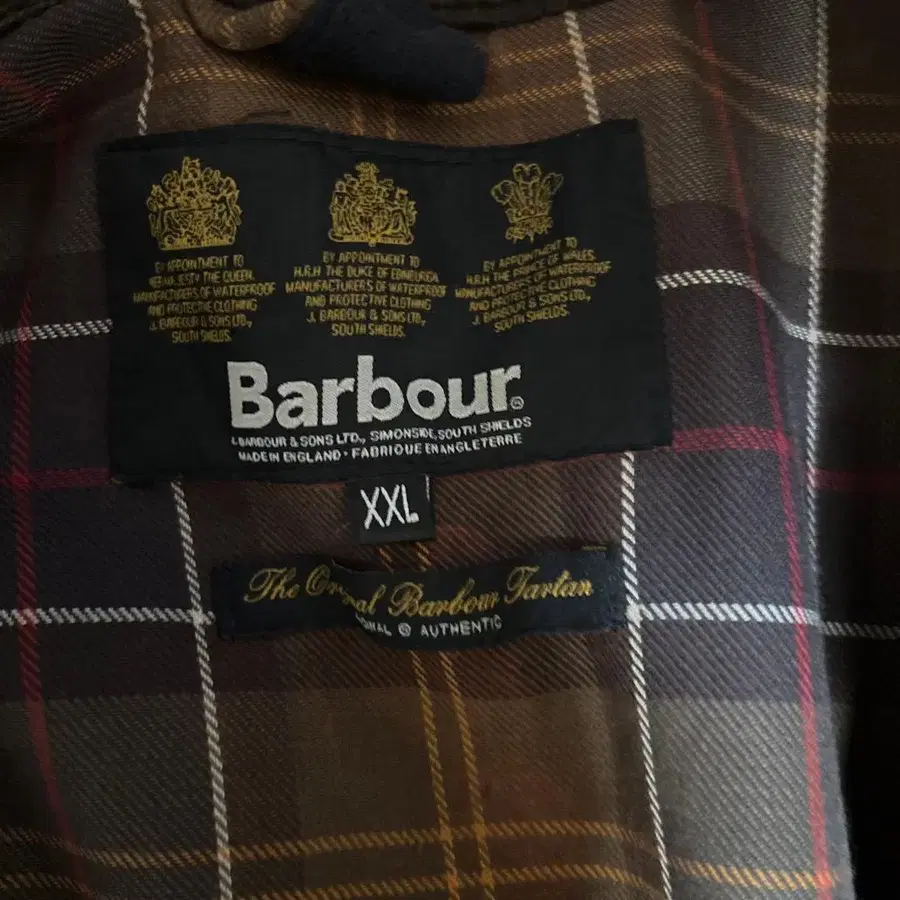 BY APPOINTMENT TO
HER MAJESTY THE QUEEN
MANUFACTURERS OF WATERPROOF
AND PROTECTIVE CLOTHING
J. BARBOUR & SONS LTD.,
SOUTH SHIELDS.
BY APPOINTMENT TO
H.R.H THE DUKE OF EDINBURGH
MANUFACTURERS OF WATERPROOF
AND PROTECTIVE CLOTHING
J. BARBOUR & SONS LTD.,
SOUTH SHIELDS.
BY APPOINTMENT TO
H.R.H THE PRINCE OF WALES
MANUFACTURERS OF WATERPROOF
AND PROTECTIVE CLOTHING
J. BARBOUR & SONS LTD.,
SOUTH SHIELDS.
Barbour®
J. BARBOUR & SONS LTD., SIMONSIDE, SOUTH SHIELDS
MADE IN ENGLAND · FABRIQUE EN ANGLETERRE
XXL
The Or nal Barbour Tartan
ONAL ® AUTHENTIC